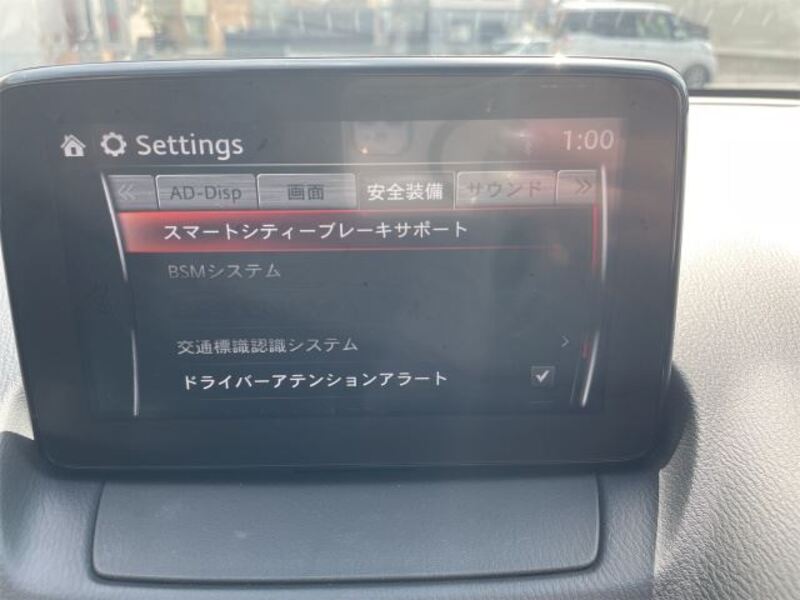 Settings 1:00
AD-Disp 画面 安全装備 サウンド
スマートシティーブレーキサポート
BSMシステム
交通標識認識システム
ドライバーアテンションアラート